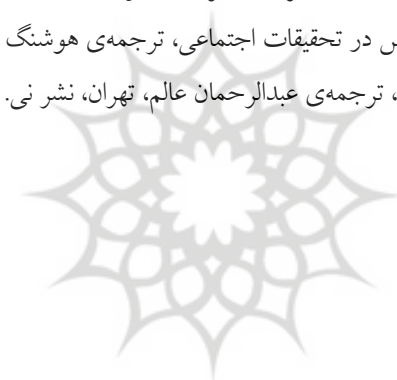 س در تحقیقات اجتماعی، ترجمه‌ی هوشنگ
، ترجمه‌ی عبدالرحمان عالم، تهران، نشر نی.